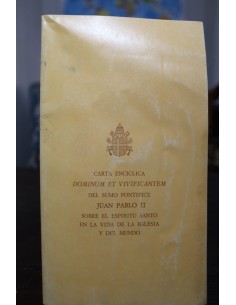 CARTA ENCICLICA
DOMINUM ET VIVIFICANTEM
DEL SUMO PONTIFICE
JUAN PABLO II
SOBRE EL ESPIRITU SANTO
EN LA VIDA DE LA IGLESIA
Y DEL MUNDO